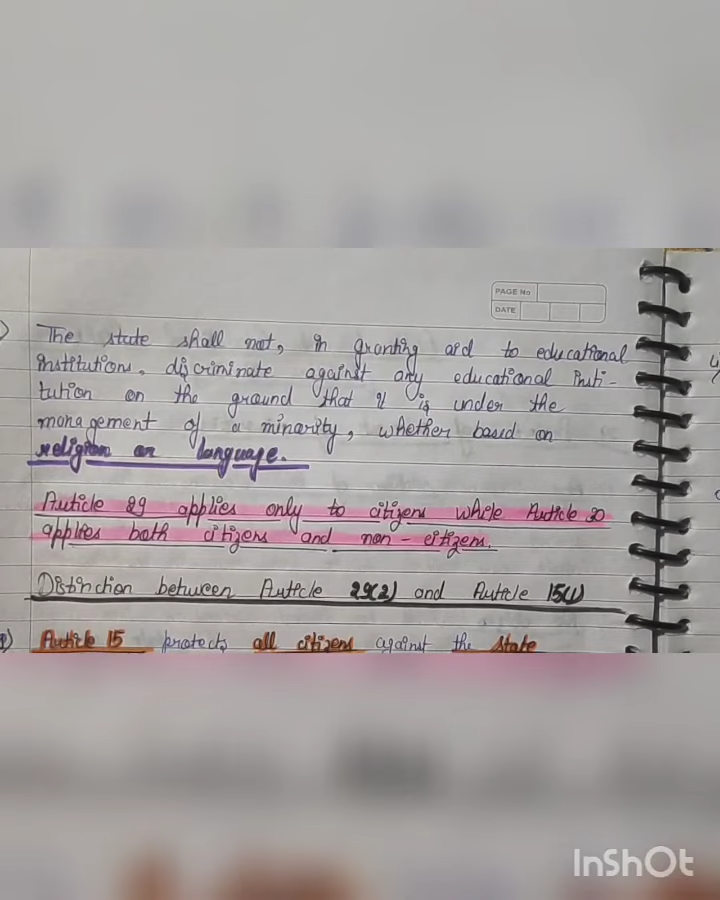 PAGE No
DATE
The state shall not, in granting aid to educational
institution, discriminate against any educational insti-
tution on the ground that it is under the
management of a minarity, whether based on
religion or language.
Article 29 applies only to citizens while Article 30
applies both citizens and non-citizens.
Distinction between Article 29(2) and Article 15(1)
Article 15 protects all citizens against the state
InShOt